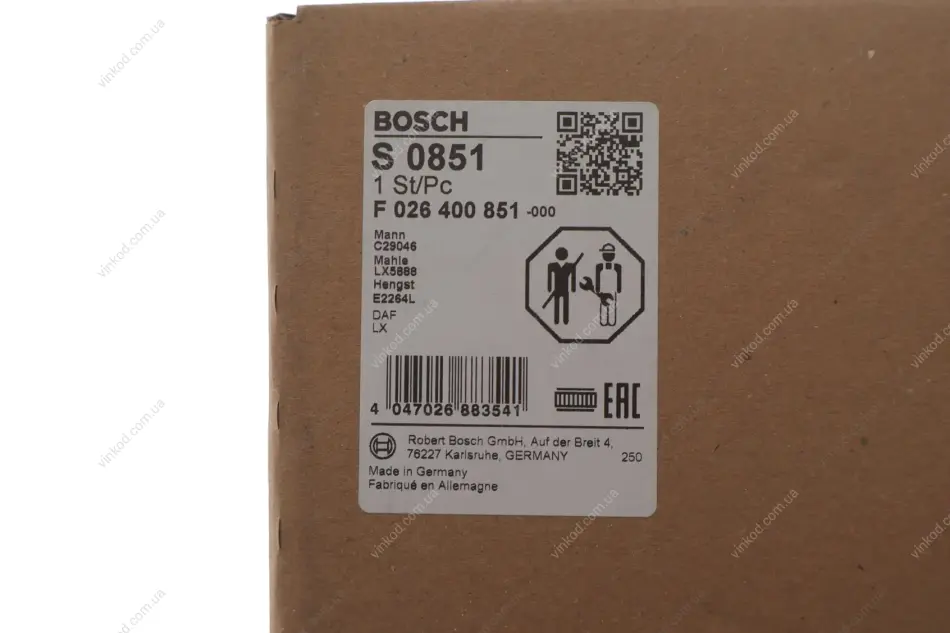 BOSCH
S 0851
1 St/Pc
F 026 400 851 -000
Mann
C29046
Mahle
LX5888
Hengst
E2264L
DAF
LX
4 047026 883541
EAC
Robert Bosch GmbH, Auf der Breit 4,
76227 Karlsruhe, GERMANY 250
Made in Germany
Fabriqué en Allemagne
vinkod.com.ua